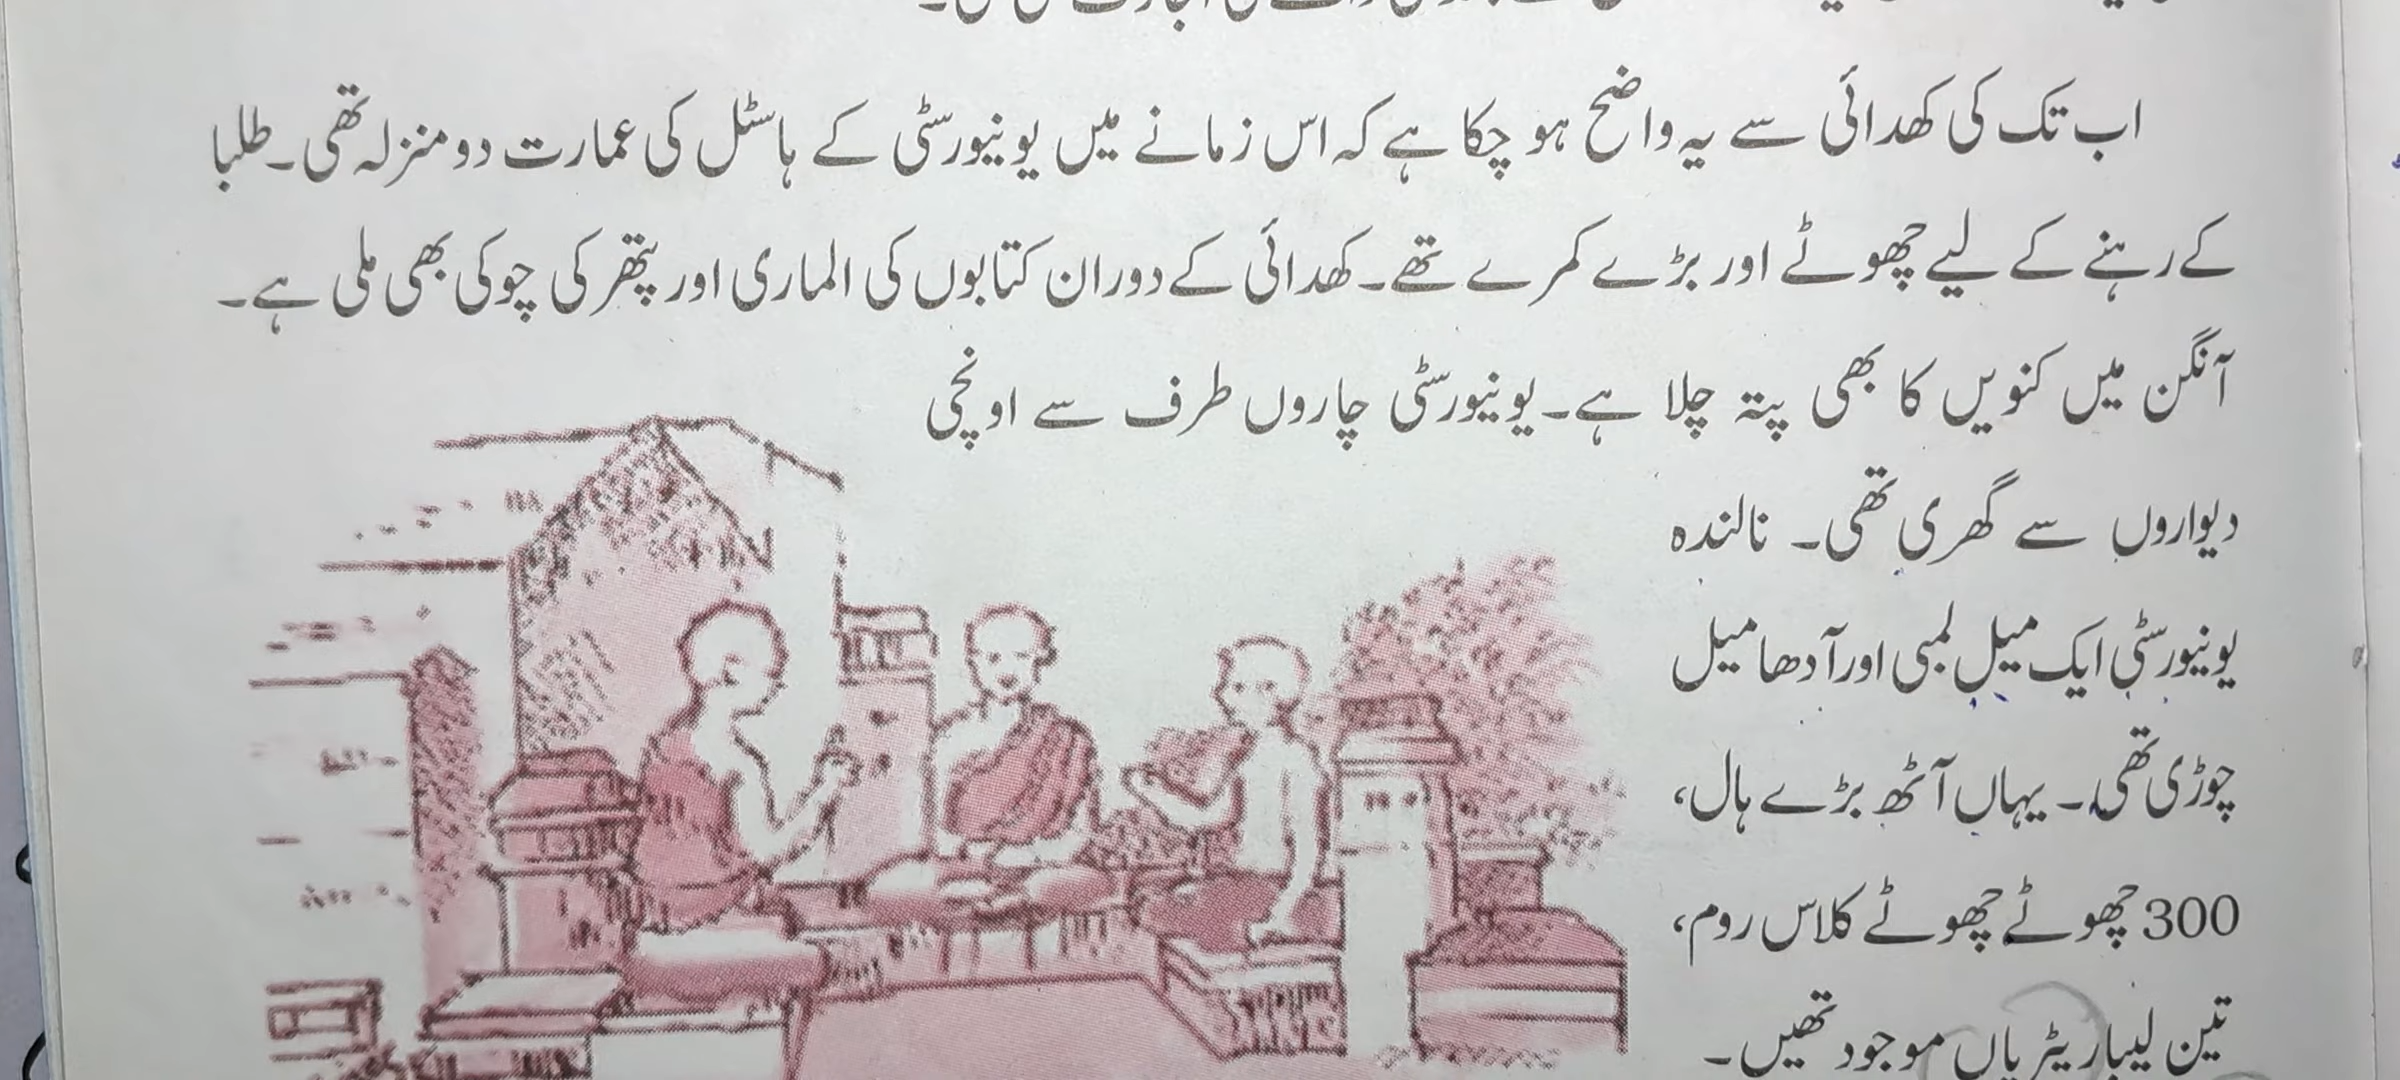 اب تک کی کھدائی سے یہ واضح ہو چکا ہے کہ اس زمانے میں یونیورسٹی کے ہاسٹل کی عمارت دو منزلہ تھی۔ طلبا
کے رہنے کے لیے چھوٹے اور بڑے کمرے تھے۔ کھدائی کے دوران کتابوں کی الماری اور پتھر کی چوکی بھی ملی ہے۔
آنگن میں کنویں کا بھی پتہ چلا ہے۔ یونیورسٹی چاروں طرف سے اونچی
دیواروں سے گھری تھی۔ نالندہ
یونیورسٹی ایک میل لمبی اور آدھا میل
چوڑی تھی۔ یہاں آٹھ بڑے ہال،
300 چھوٹے چھوٹے کلاس روم،
تین لیباریٹریاں موجود تھیں۔